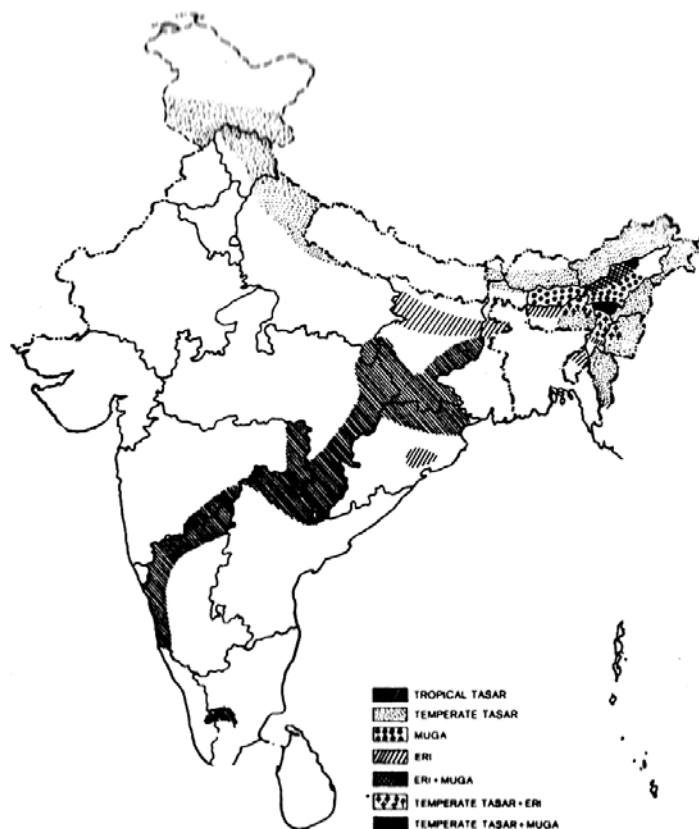 TROPICAL TASAR
TEMPERATE TASAR
MUGA
ERI
ERI + MUGA
TEMPERATE TASAR + ERI
TEMPERATE TASAR + MUGA